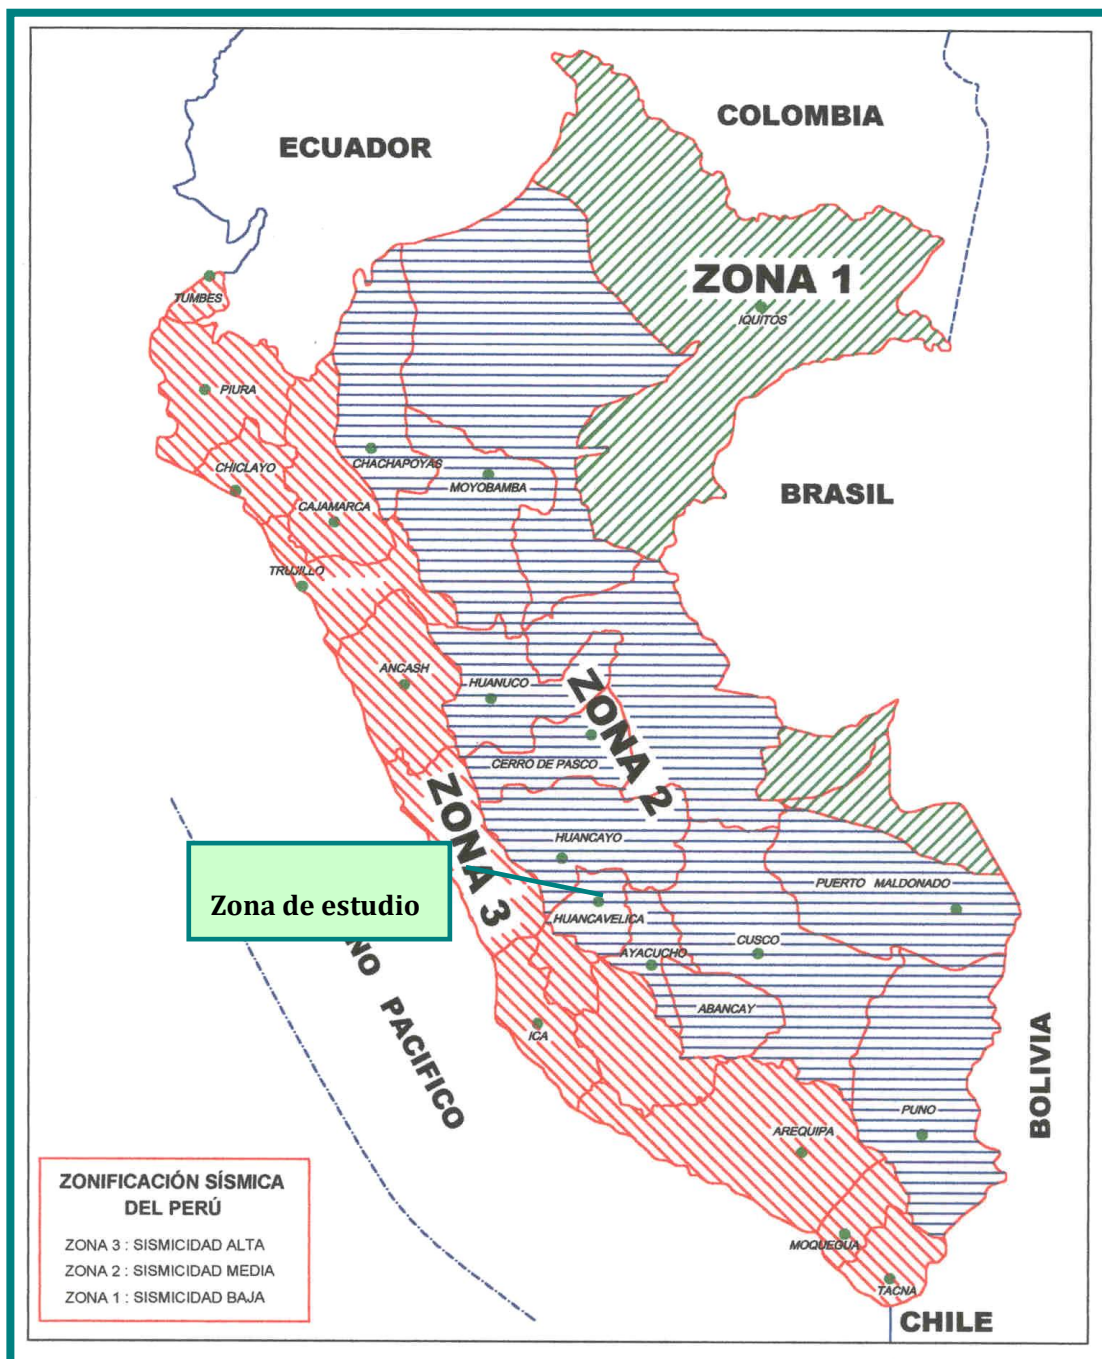 COLOMBIA
ECUADOR
ZONA 1
IQUITOS
TUMBES
PIURA
CHICLAYO
CHACHAPOYAS
MOYOBAMBA
BRASIL
CAJAMARCA
TRUJILLO
ANCASH
HUANUCO
ZONA 2
CERRO DE PASCO
ZONA 3
HUANCAYO
PUERTO MALDONADO
Zona de estudio
HUANCAVELICA
CUSCO
AYACUCHO
NO PACIFICO
ABANCAY
ICA
BOLIVIA
PUNO
AREQUIPA
MOQUEGUA
TACNA
CHILE
ZONIFICACIÓN SÍSMICA
DEL PERÚ
ZONA 3 : SISMICIDAD ALTA
ZONA 2 : SISMICIDAD MEDIA
ZONA 1 : SISMICIDAD BAJA